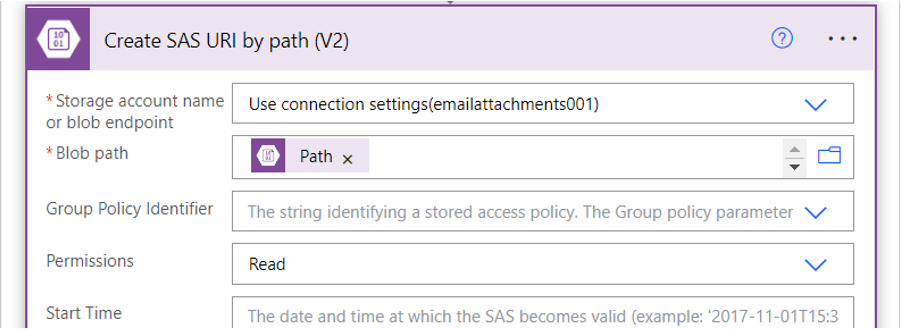 10
01
Create SAS URI by path (V2)
* Storage account name
or blob endpoint
Use connection settings(emailattachments001)
* Blob path
Path ×
Group Policy Identifier
The string identifying a stored access policy. The Group policy parameter
Permissions
Read
Start Time
The date and time at which the SAS becomes valid (example: '2017-11-01T15:3